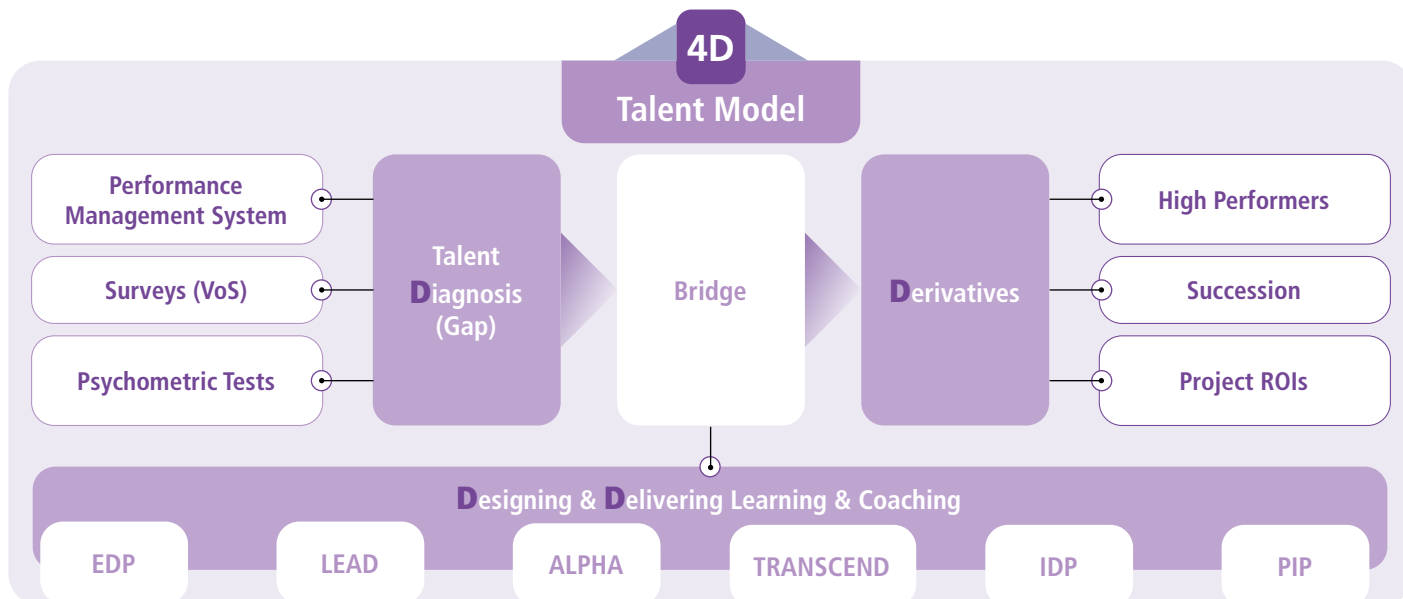 4D
Talent Model
Performance
Management System
Surveys (VoS)
Psychometric Tests
Talent
Diagnosis
(Gap)
Bridge
Derivatives
High Performers
Succession
Project ROIs
Designing & Delivering Learning & Coaching
EDP
LEAD
ALPHA
TRANSCEND
IDP
PIP